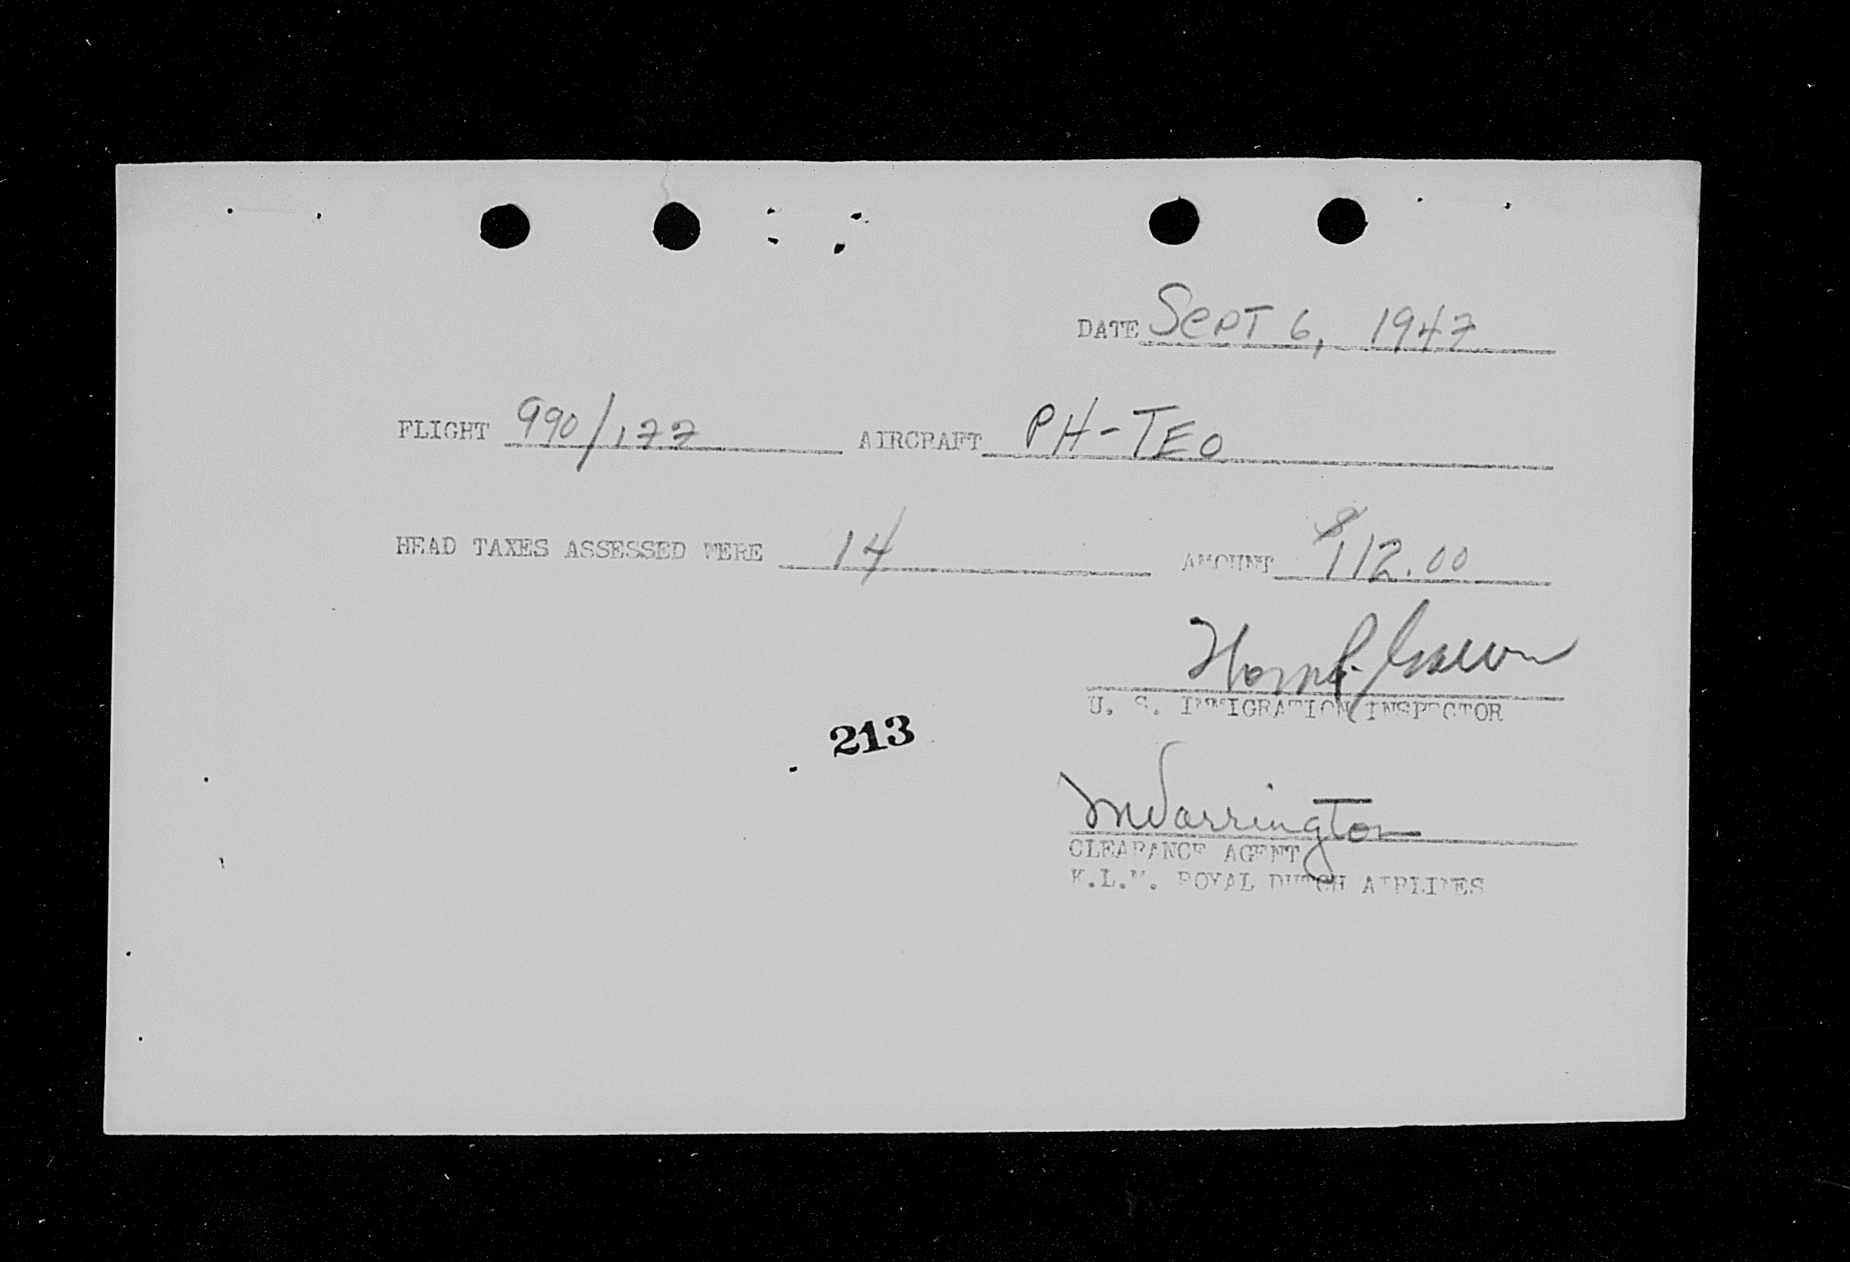 DATE SEPT 6, 1947
FLIGHT 990/177 AIRCRAFT PH-TEO
HEAD TAXES ASSESSED WERE 14 AMOUNT $112.00
U. S. IMMIGRATION INSPECTOR
213
Warrington
CLEARANCE AGENT
K.L.M. ROYAL DUTCH AIRLINES